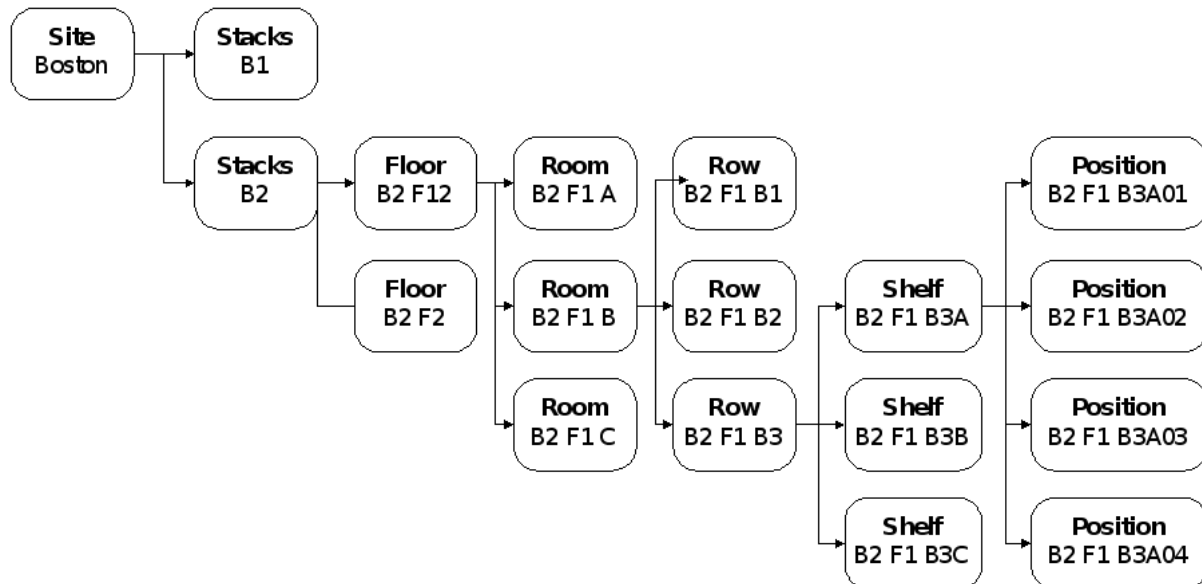 Site
Boston
Stacks
B1
Stacks
B2
Floor
B2 F12
Room
B2 F1 A
Row
B2 F1 B1
Position
B2 F1 B3A01
Floor
B2 F2
Room
B2 F1 B
Row
B2 F1 B2
Shelf
B2 F1 B3A
Position
B2 F1 B3A02
Room
B2 F1 C
Row
B2 F1 B3
Shelf
B2 F1 B3B
Position
B2 F1 B3A03
Shelf
B2 F1 B3C
Position
B2 F1 B3A04